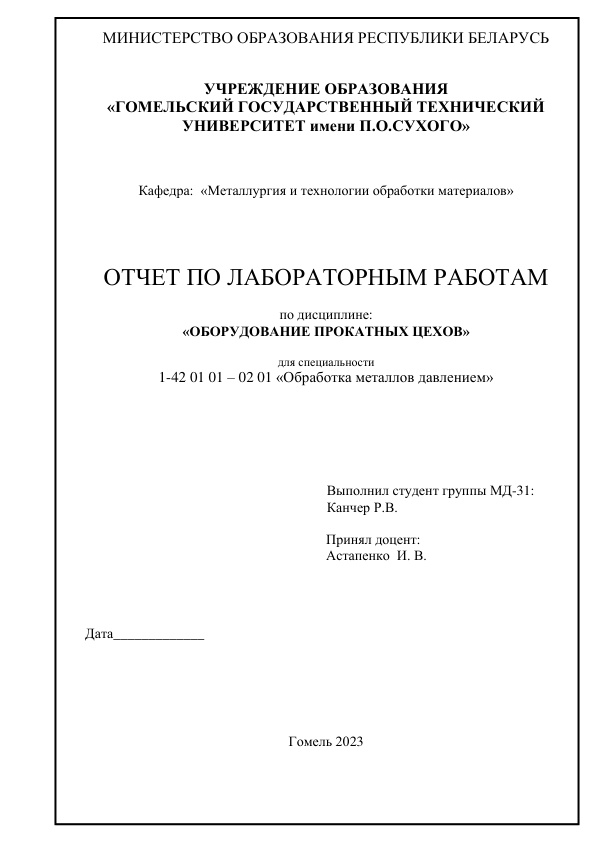 МИНИСТЕРСТВО ОБРАЗОВАНИЯ РЕСПУБЛИКИ БЕЛАРУСЬ
УЧРЕЖДЕНИЕ ОБРАЗОВАНИЯ
«ГОМЕЛЬСКИЙ ГОСУДАРСТВЕННЫЙ ТЕХНИЧЕСКИЙ
УНИВЕРСИТЕТ имени П.О.СУХОГО»
Кафедра: «Металлургия и технологии обработки материалов»
ОТЧЕТ ПО ЛАБОРАТОРНЫМ РАБОТАМ
по дисциплине:
«ОБОРУДОВАНИЕ ПРОКАТНЫХ ЦЕХОВ»
для специальности
1-42 01 01 – 02 01 «Обработка металлов давлением»
Выполнил студент группы МД-31:
Канчер Р.В.
Принял доцент:
Астапенко И. В.
Дата_____________
Гомель 2023